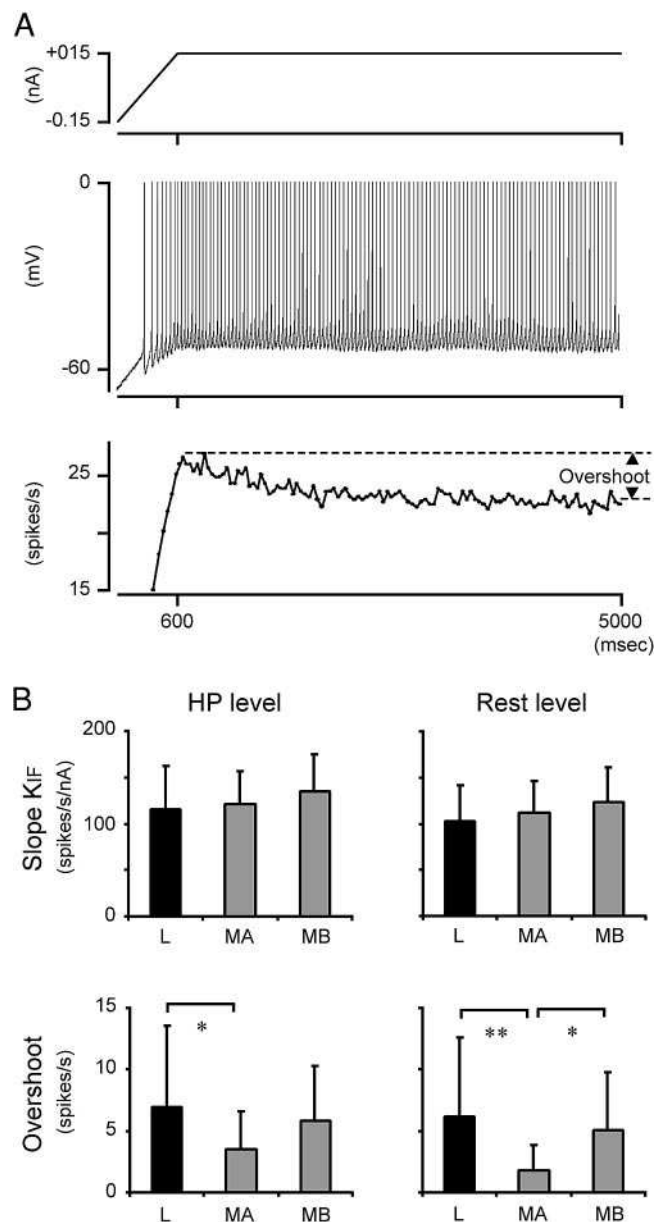 A
+015
(nA)
-0.15
0
(mV)
-60
25
(spikes/s)
15
Overshoot
600
5000
(msec)
B
HP level
Rest level
Slope KIF
(spikes/s/nA)
200
100
0
L MA MB
L MA MB
Overshoot
(spikes/s)
15
10
5
0
*
** *
L MA MB
L MA MB